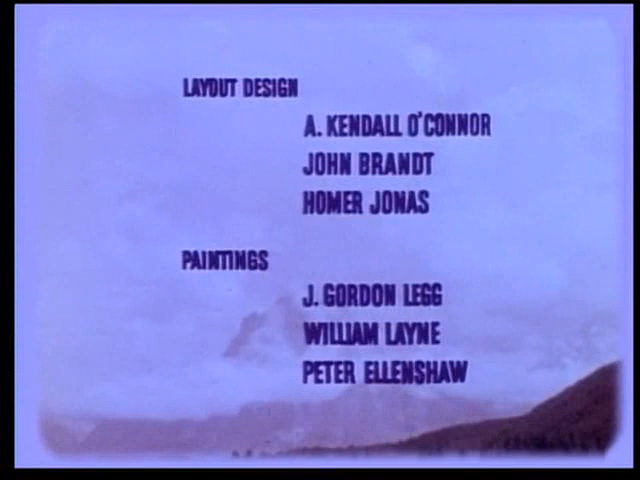 LAYOUT DESIGN
A. KENDALL O'CONNOR
JOHN BRANDT
HOMER JONAS
PAINTINGS
J. GORDON LEGG
WILLIAM LAYNE
PETER ELLENSHAW